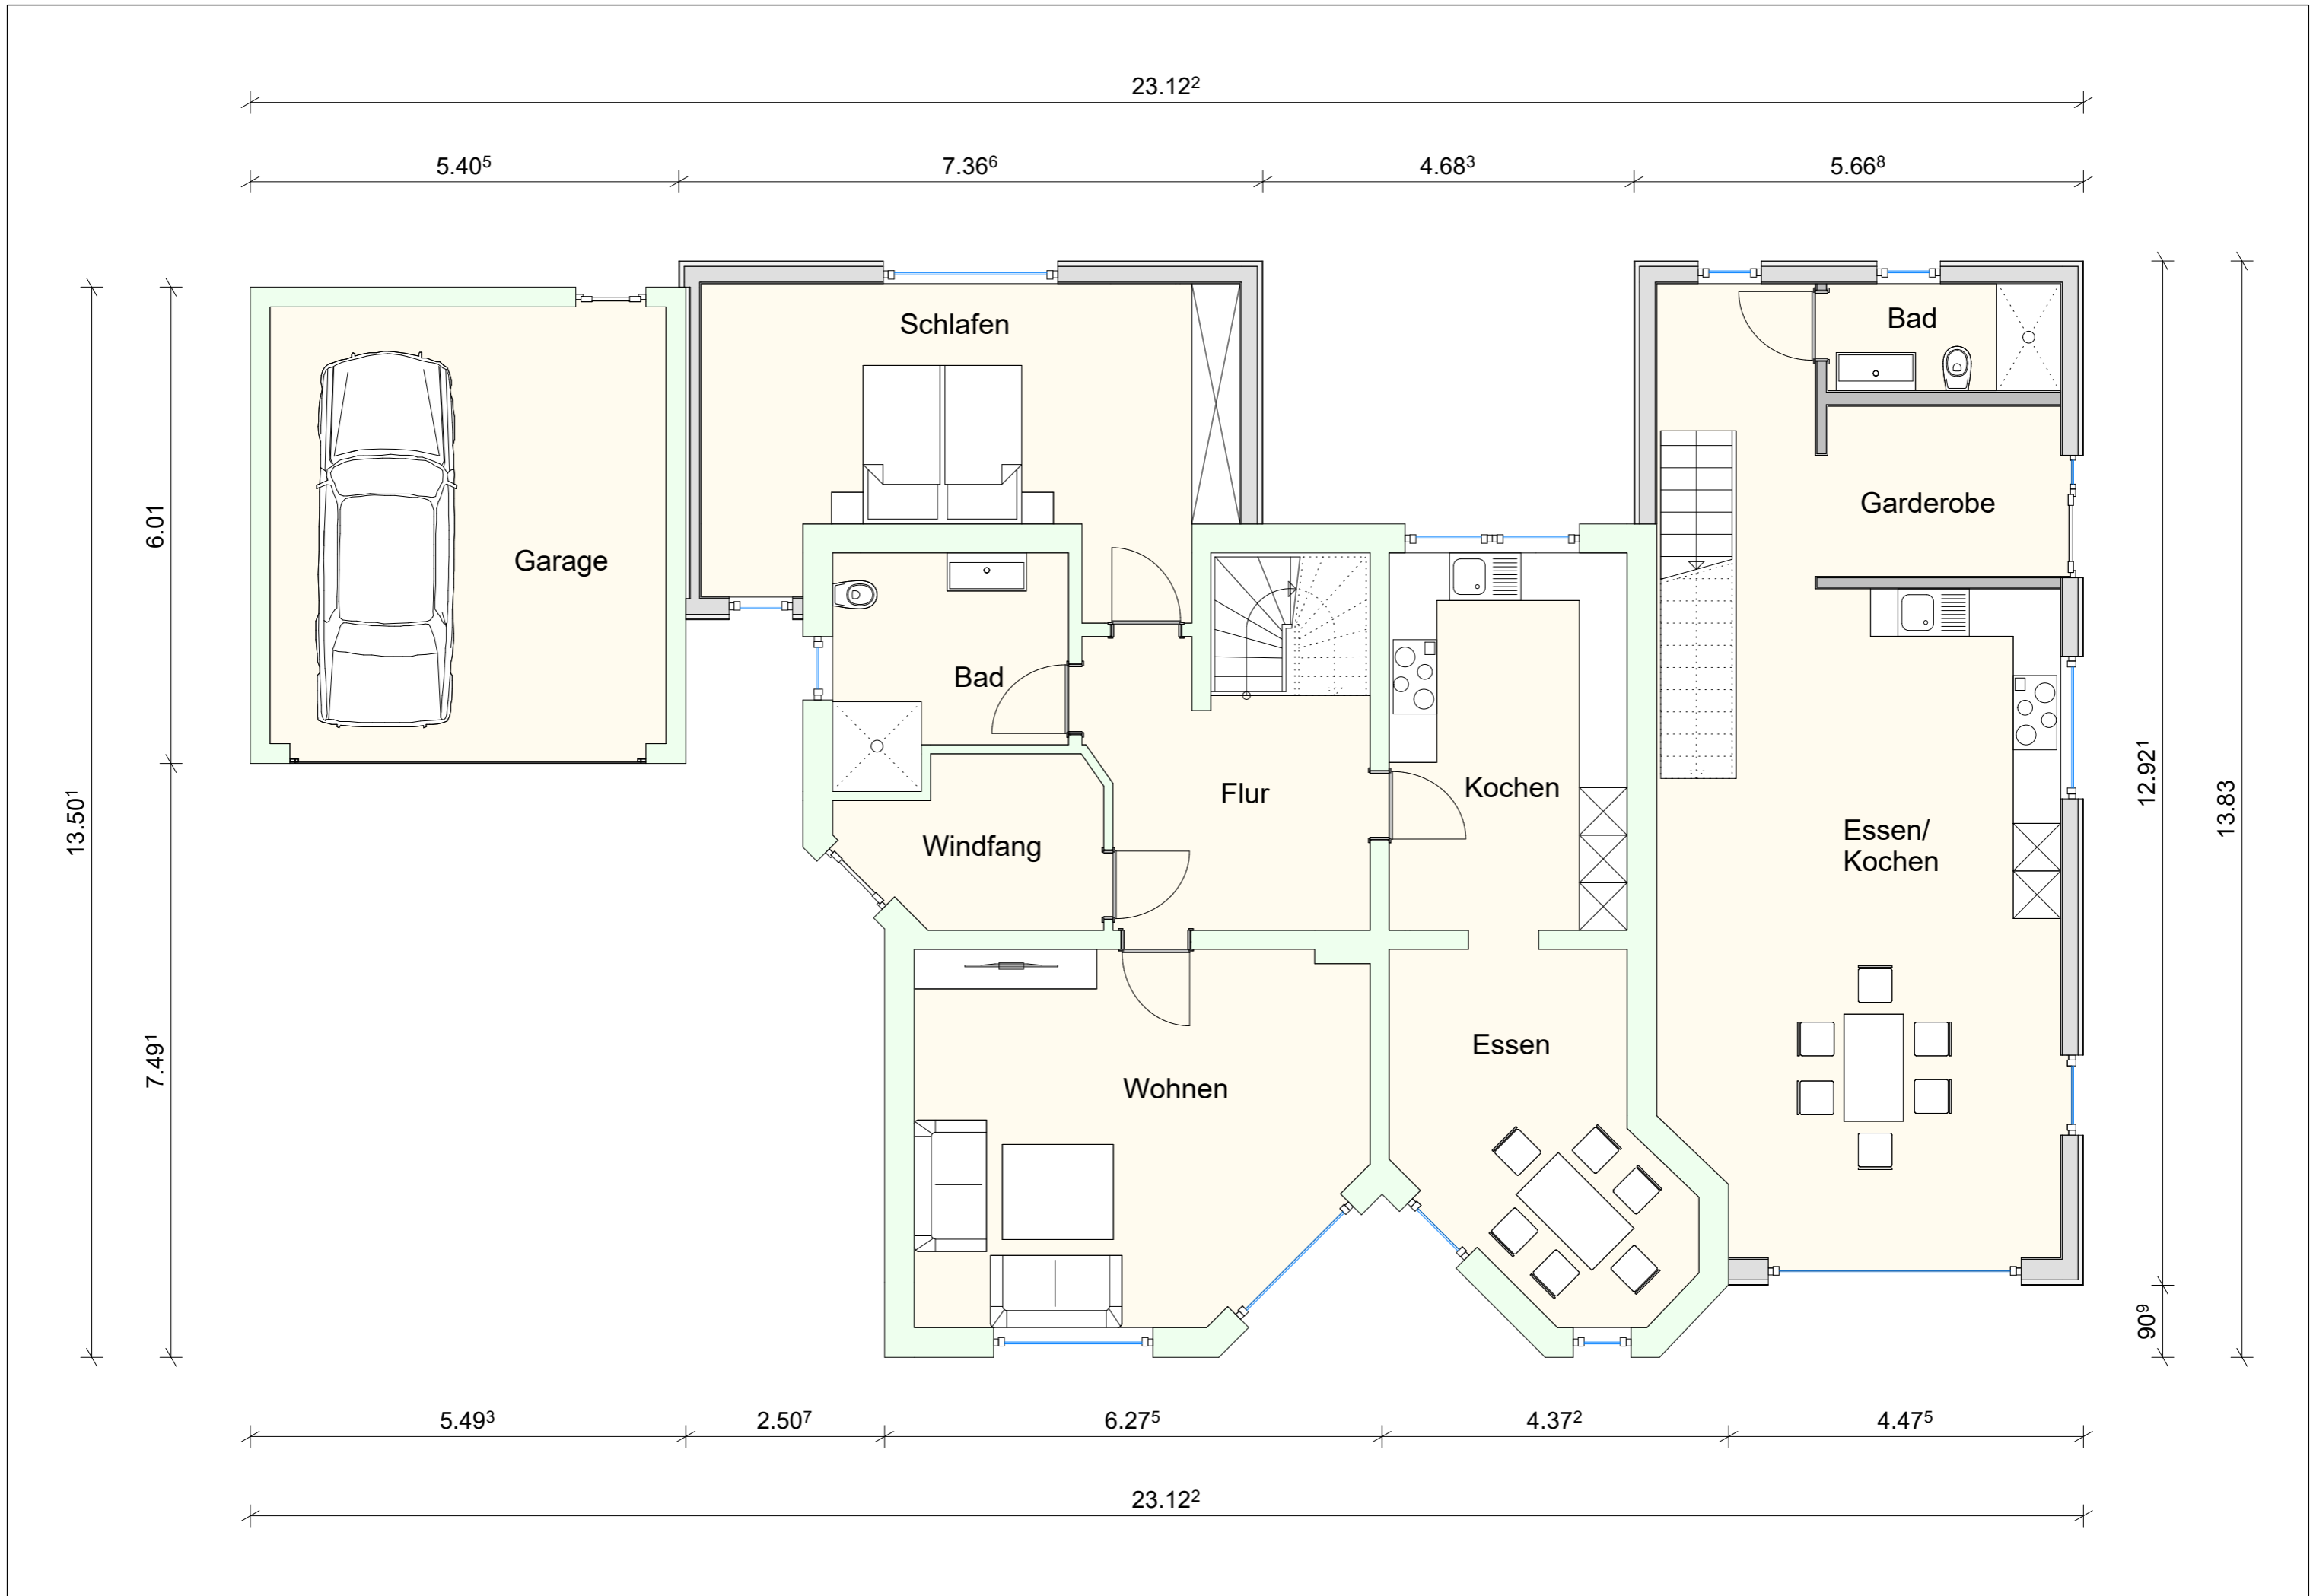 23.12²
5.40⁵
7.36⁶
4.68³
5.66⁸
Schlafen
Bad
Garderobe
Garage
6.01
Bad
Flur
Kochen
Windfang
Essen/
Kochen
13.50¹
12.92¹
13.83
7.49¹
Essen
Wohnen
90⁹
5.49³
2.50⁷
6.27⁵
4.37²
4.47⁵
23.12²